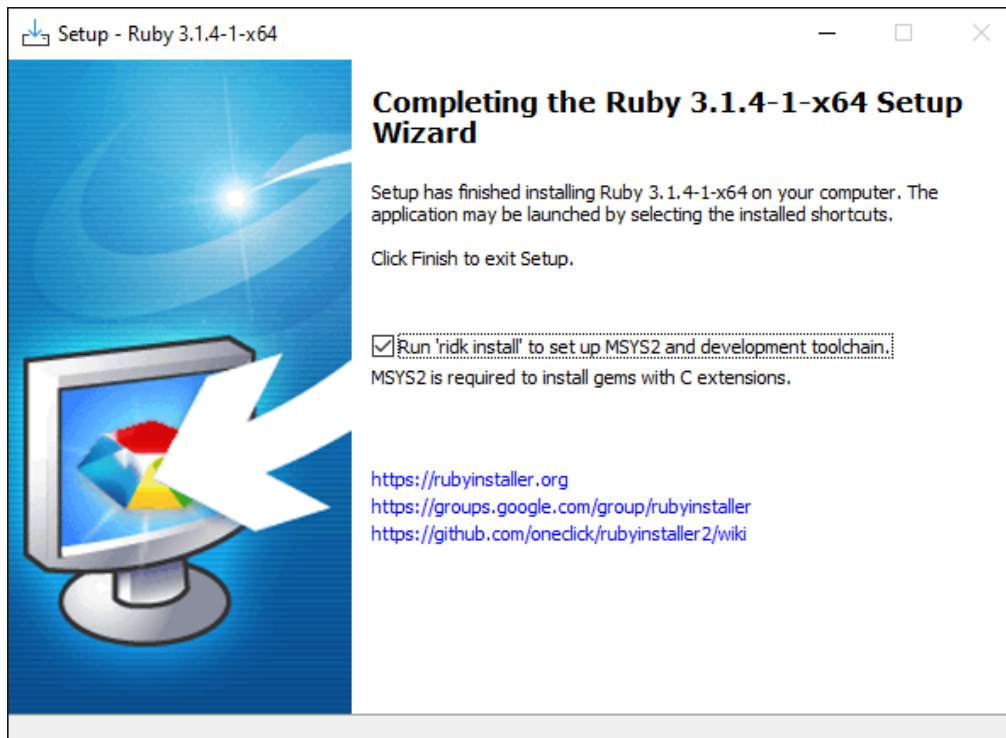 Setup - Ruby 3.1.4-1-x64
Completing the Ruby 3.1.4-1-x64 Setup
Wizard
Setup has finished installing Ruby 3.1.4-1-x64 on your computer. The
application may be launched by selecting the installed shortcuts.
Click Finish to exit Setup.
Run 'ridk install' to set up MSYS2 and development toolchain.
MSYS2 is required to install gems with C extensions.
https://rubyinstaller.org
https://groups.google.com/group/rubyinstaller
https://github.com/oneclick/rubyinstaller2/wiki